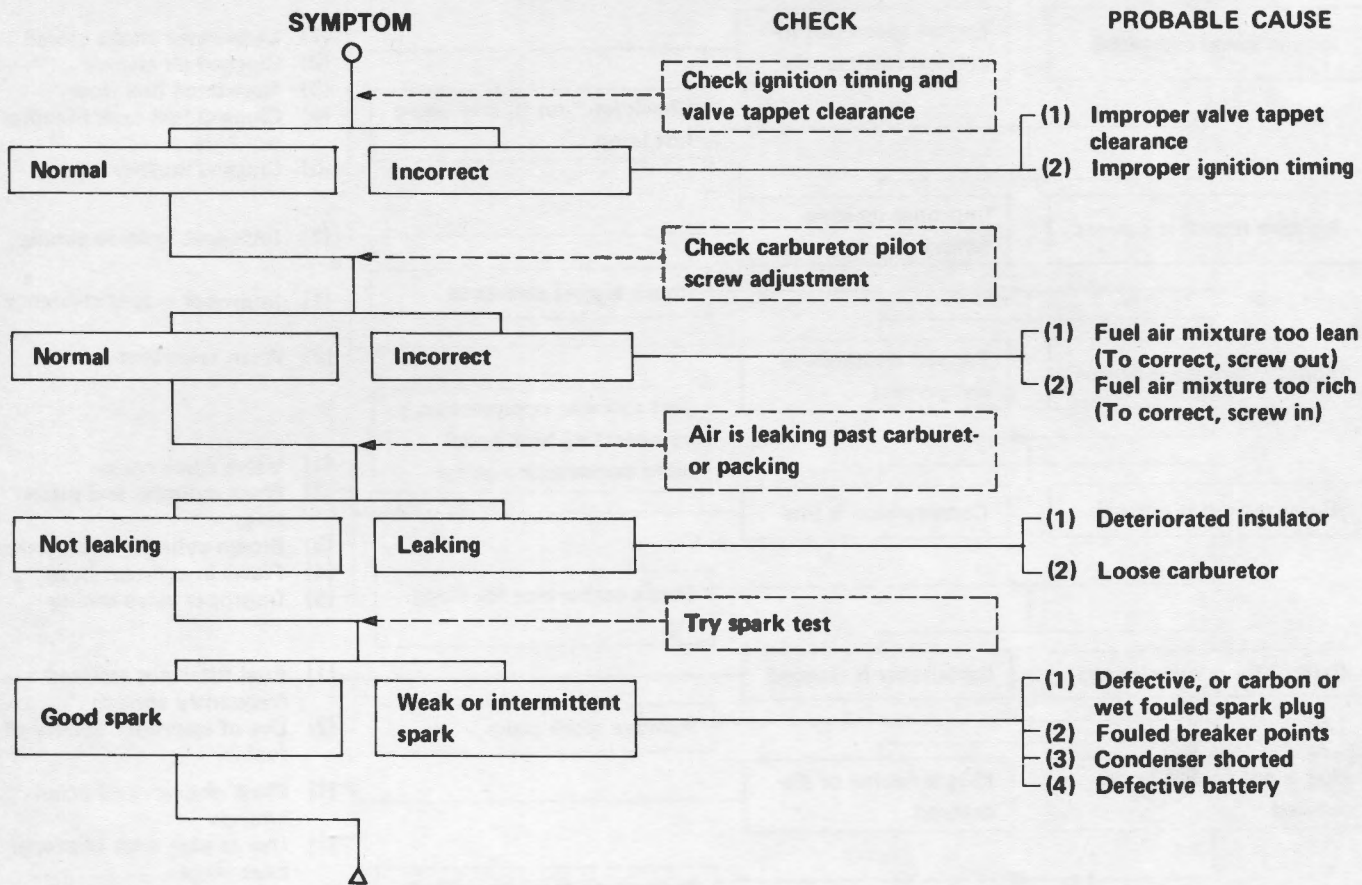 SYMPTOM CHECK PROBABLE CAUSE
Check ignition timing and
valve tappet clearance
Normal
Incorrect
(1) Improper valve tappet
clearance
(2) Improper ignition timing
Check carburetor pilot
screw adjustment
Normal
Incorrect
(1) Fuel air mixture too lean
(To correct, screw out)
(2) Fuel air mixture too rich
(To correct, screw in)
Air is leaking past carburet-
or packing
Not leaking
Leaking
(1) Deteriorated insulator
(2) Loose carburetor
Try spark test
Good spark
Weak or intermittent
spark
(1) Defective, or carbon or
wet fouled spark plug
(2) Fouled breaker points
(3) Condenser shorted
(4) Defective battery